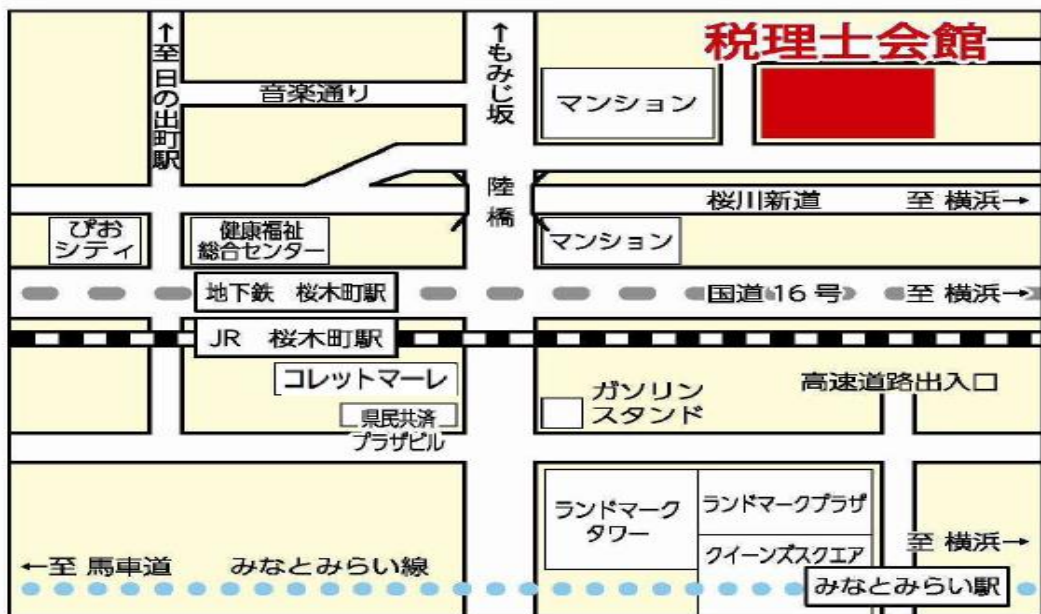 ↑至日の出町駅
↑もみじ坂
税理士会館
音楽通り
マンション
陸橋
桜川新道
至 横浜→
ぴお
シティ
健康福祉
総合センター
マンション
地下鉄 桜木町駅
国道16号
至 横浜→
JR 桜木町駅
コレットマーレ
県民共済
プラザビル
ガソリン
スタンド
高速道路出入口
ランドマーク
タワー
ランドマークプラザ
クイーンズスクエア
至 横浜→
←至 馬車道
みなとみらい線
みなとみらい駅